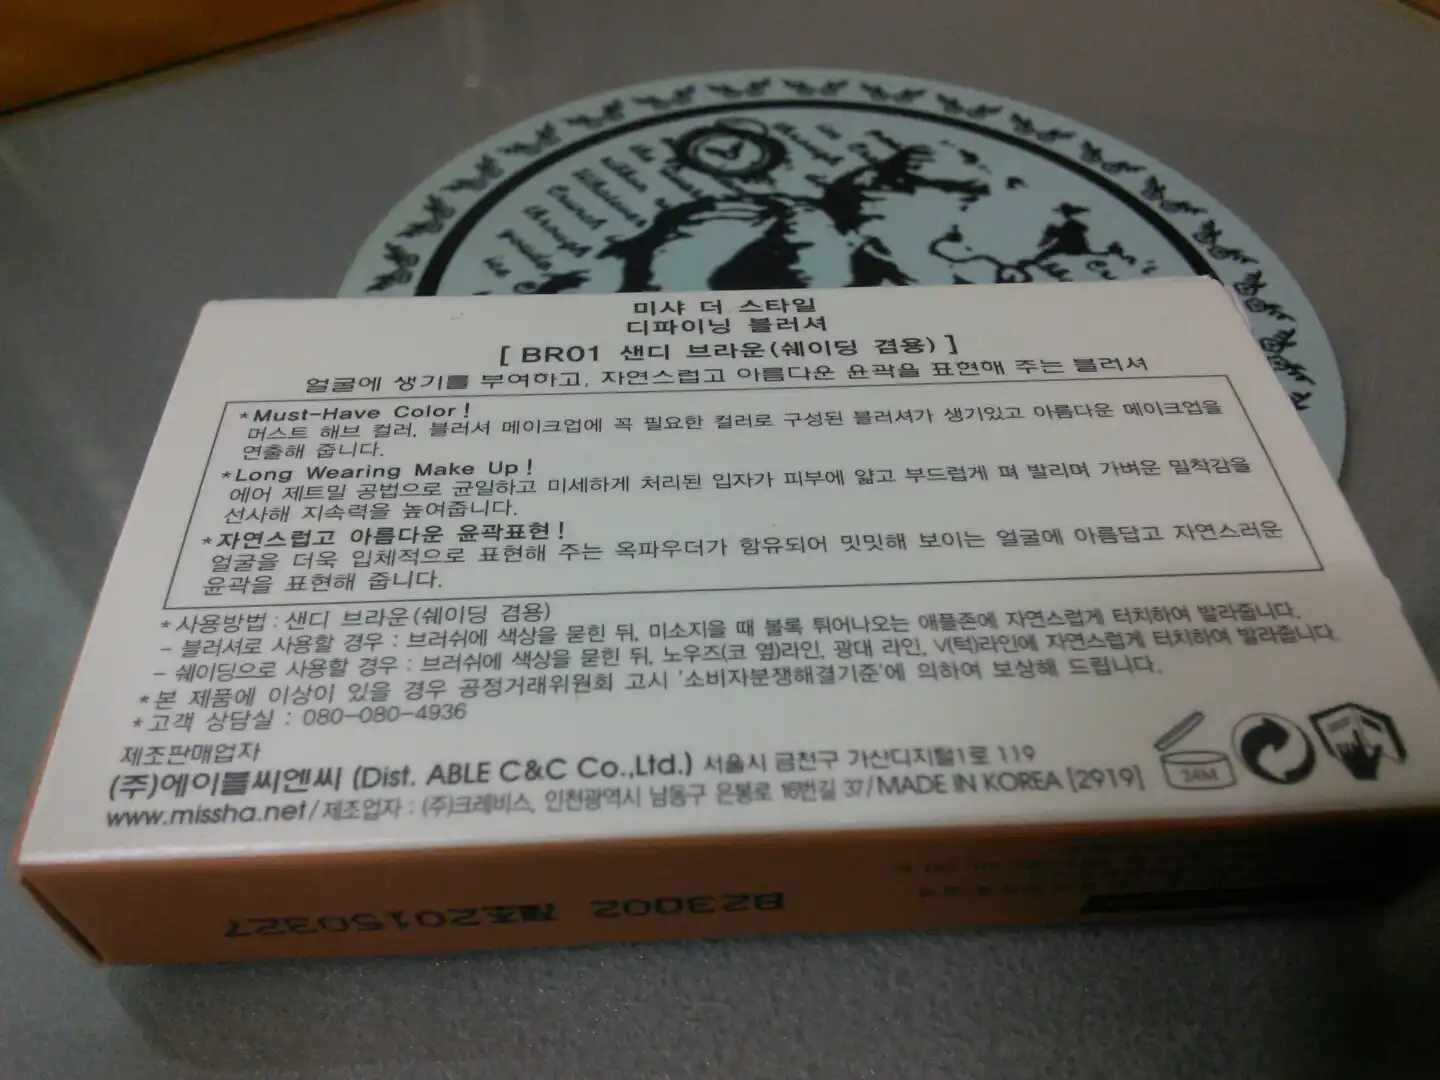 미샤 더 스타일
디파이닝 블러셔
[ BR01 샌디 브라운(쉐이딩 겸용) ]
얼굴에 생기를 부여하고, 자연스럽고 아름다운 윤곽을 표현해 주는 블러셔
*Must-Have Color!
머스트 해브 컬러, 블러셔 메이크업에 꼭 필요한 컬러로 구성된 블러셔가 생기있고 아름다운 메이크업을
연출해 줍니다.
*Long Wearing Make Up!
에어 제트밀 공법으로 균일하고 미세하게 처리된 입자가 피부에 얇고 부드럽게 펴 발리며 가벼운 밀착감을
선사해 지속력을 높여줍니다.
*자연스럽고 아름다운 윤곽표현!
얼굴을 더욱 입체적으로 표현해 주는 옥파우더가 함유되어 밋밋해 보이는 얼굴에 아름답고 자연스러운
윤곽을 표현해 줍니다.
*사용방법 : 샌디 브라운(쉐이딩 겸용)
- 블러셔로 사용할 경우 : 브러쉬에 색상을 묻힌 뒤, 미소지을 때 볼록 튀어나오는 애플존에 자연스럽게 터치하여 발라줍니다.
- 쉐이딩으로 사용할 경우 : 브러쉬에 색상을 묻힌 뒤, 노우즈(코 옆)라인, 광대 라인, V(턱)라인에 자연스럽게 터치하여 발라줍니다.
*본 제품에 이상이 있을 경우 공정거래위원회 고시 '소비자분쟁해결기준'에 의하여 보상해 드립니다.
*고객 상담실 : 080-080-4936
제조판매업자
(주)에이블씨엔씨 (Dist. ABLE C&C Co.,Ltd.) 서울시 금천구 가산디지털1로 119
www.missha.net/제조업자 : (주)크레비스, 인천광역시 남동구 은봉로 16번길 37/MADE IN KOREA [2919]
24M
B23002 제조20150327